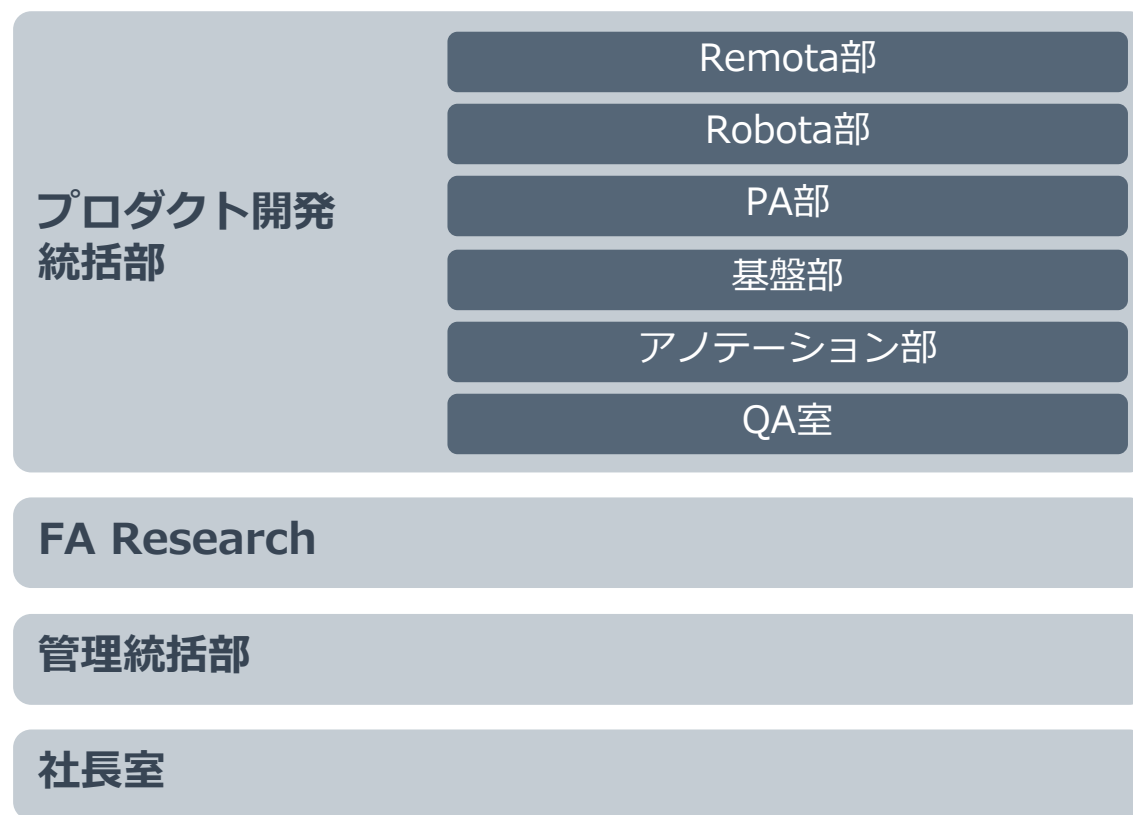 プロダクト開発
統括部
Remota部
Robota部
PA部
基盤部
アノテーション部
QA室
FA Research
管理統括部
社長室